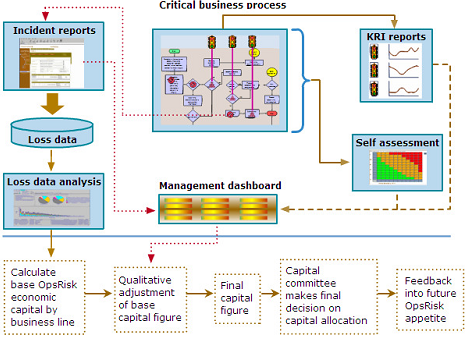 Critical business process
Incident reports
KRI reports
Loss data
Self assessment
Loss data analysis
Management dashboard
Calculate
base OpsRisk
economic
capital by
business line
Qualitative
adjustment
of base
capital figure
Final
capital
figure
Capital
committee
makes final
decision on
capital allocation
Feedback
into future
OpsRisk
appetite